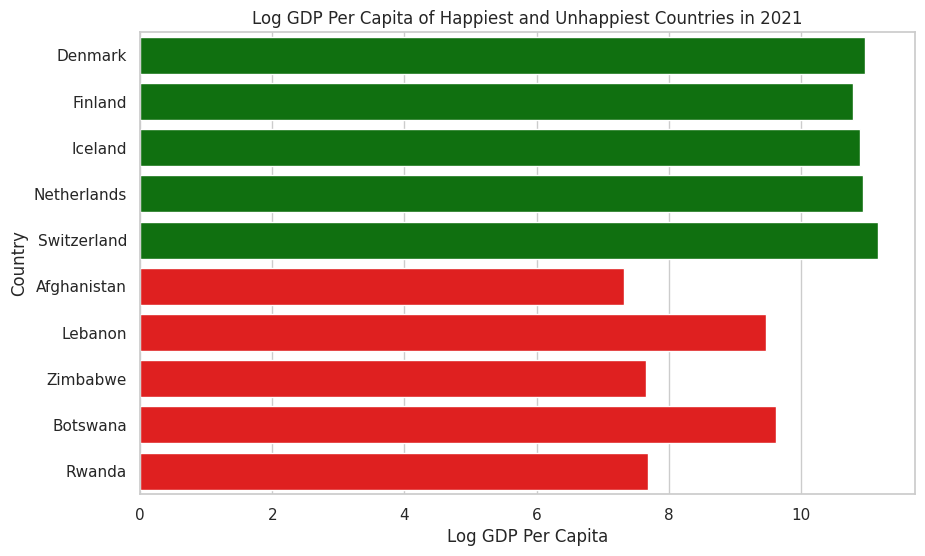 Log GDP Per Capita of Happiest and Unhappiest Countries in 2021
Country
Denmark
Finland
Iceland
Netherlands
Switzerland
Afghanistan
Lebanon
Zimbabwe
Botswana
Rwanda
0 2 4 6 8 10
Log GDP Per Capita